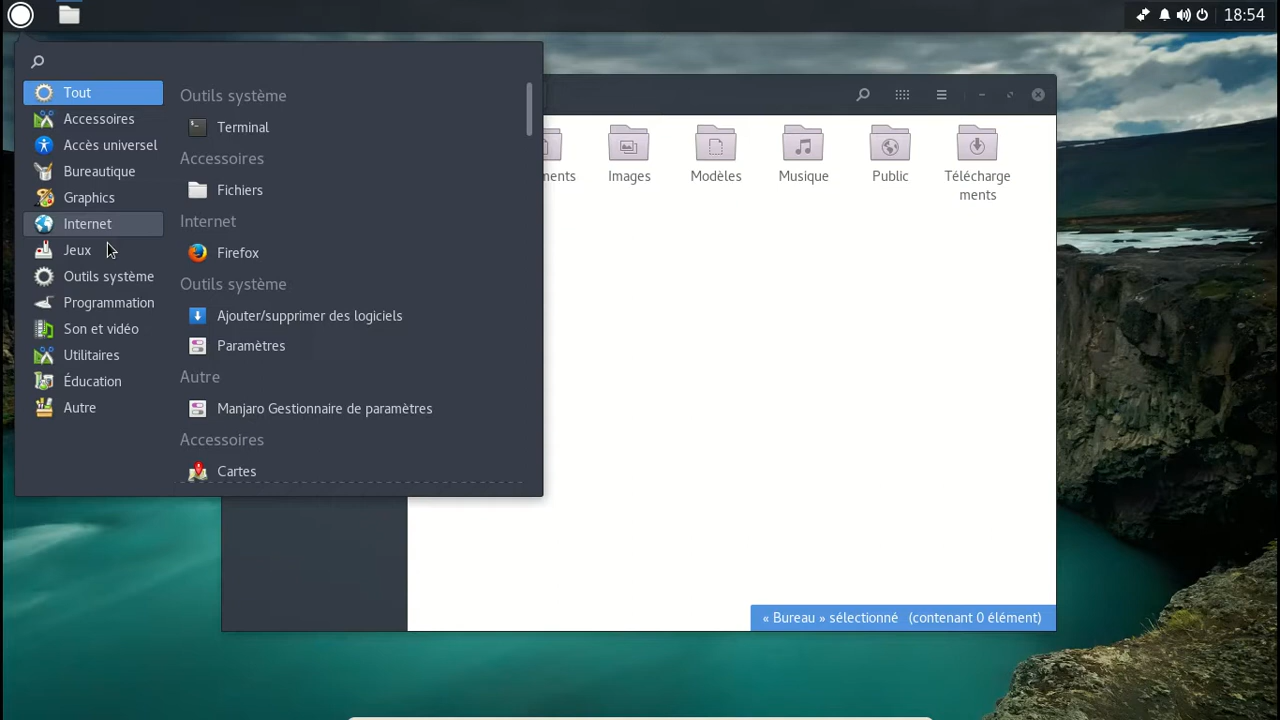 18:54
Tout
Accessoires
Accès universel
Bureautique
Graphics
Internet
Jeux
Outils système
Programmation
Son et vidéo
Utilitaires
Éducation
Autre
Outils système
Terminal
Accessoires
Fichiers
Internet
Firefox
Outils système
Ajouter/supprimer des logiciels
Paramètres
Autre
Manjaro Gestionnaire de paramètres
Accessoires
Cartes
ments
Images
Modèles
Musique
Public
Télécharge
ments
« Bureau » sélectionné (contenant 0 élément)